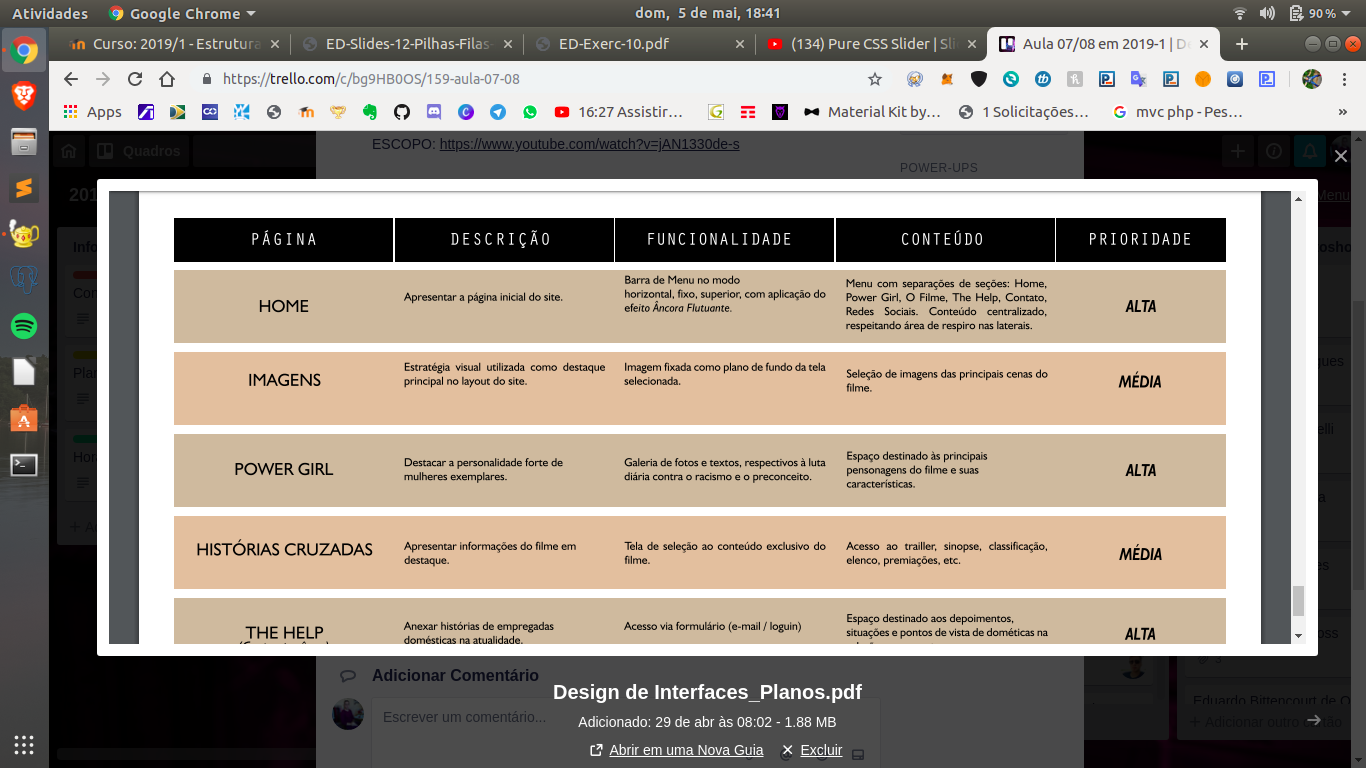 Atividades
Google Chrome
dom, 5 de mai, 18:41
90 %
Curso: 2019/1 - Estrutura
ED-Slides-12-Pilhas-Filas-
ED-Exerc-10.pdf
(134) Pure CSS Slider | Sli
Aula 07/08 em 2019-1 | D
https://trello.com/c/bg9HB0OS/159-aula-07-08
Apps
16:27 Assistir…
Material Kit by…
1 Solicitações…
mvc php - Pes…
»
ESCOPO: https://www.youtube.com/watch?v=jAN1330de-s
Quadros
POWER-UPS
Menu
PÁGINA
DESCRIÇÃO
FUNCIONALIDADE
CONTEÚDO
PRIORIDADE
HOME
Apresentar a página inicial do site.
Barra de Menu no modo
horizontal, fixo, superior, com aplicação do
efeito Âncora Flutuante.
Menu com separações de seções: Home,
Power Girl, O Filme, The Help, Contato,
Redes Sociais. Conteúdo centralizado,
respeitando área de respiro nas laterais.
ALTA
IMAGENS
Estratégia visual utilizada como destaque
principal no layout do site.
Imagem fixada como plano de fundo da tela
selecionada.
Seleção de imagens das principais cenas do
filme.
MÉDIA
POWER GIRL
Destacar a personalidade forte de
mulheres exemplares.
Galeria de fotos e textos, respectivos à luta
diária contra o racismo e o preconceito.
Espaço destinado às principais
pensonagens do filme e suas
características.
ALTA
HISTÓRIAS CRUZADAS
Apresentar informações do filme em
destaque.
Tela de seleção ao conteúdo exclusivo do
filme.
Acesso ao trailler, sinopse, classificação,
elenco, premiações, etc.
MÉDIA
THE HELP
Anexar histórias de empregadas
domésticas na atualidade.
Acesso via formulário (e-mail / loguin)
Espaço destinado aos depoimentos,
situações e pontos de vista de dométicas na
ALTA
Adicionar Comentário
Escrever um comentário...
Design de Interfaces_Planos.pdf
Adicionado: 29 de abr às 08:02 - 1.88 MB
Abrir em uma Nova Guia
Excluir
3
Eduardo Bittencourt de O
+ Adicionar outro cartão